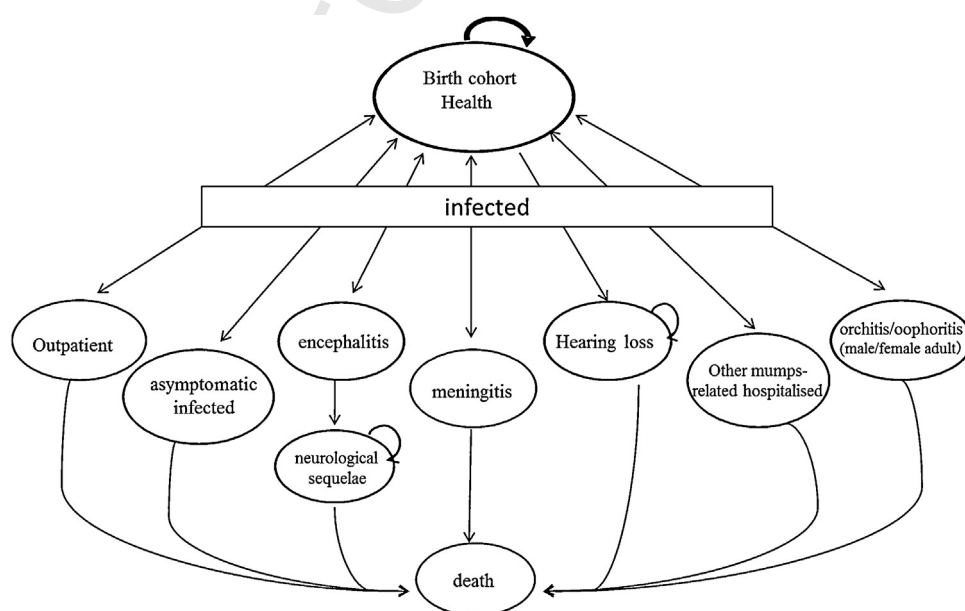 Birth cohort
Health
infected
Outpatient
asymptomatic
infected
encephalitis
neurological
sequelae
meningitis
Hearing loss
Other mumps-
related hospitalised
orchitis/oophoritis
(male/female adult)
death